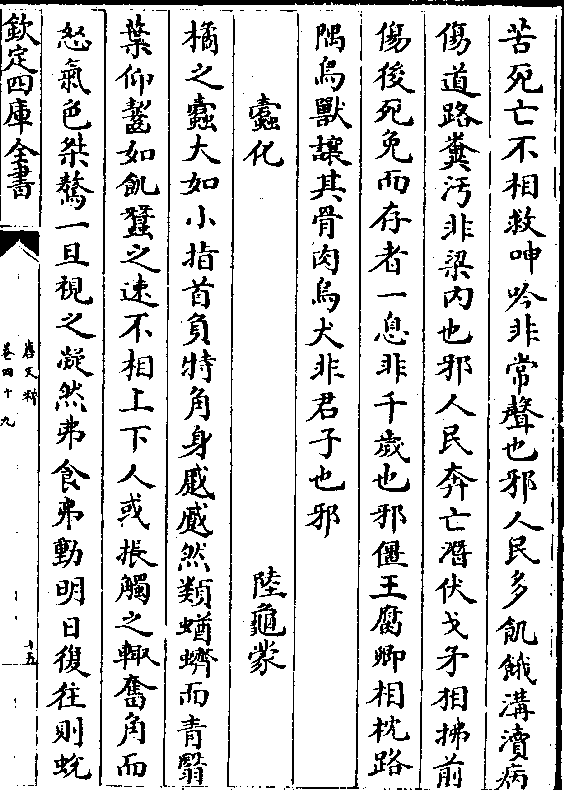 苦死亡不相救呻吟非常聲也邪人民多飢餓溝瀆病
傷道路糞汚非粱肉也邪人民奔亡潛伏戈矛相拂前
傷後死免而存者一息非千歲也邪僵王腐卿相枕路
隅鳥獸讓其骨肉烏犬非君子也邪
蠹化 陸龜蒙
橘之蠹大如小指首負特角身蹙蹙然類蝤蠐而青翳
葉仰齧如飢蠶之速不相上下人或振觸之輒奮角而
怒氣色桀驁一旦視之凝然弗食弗動明日復往則蛻
欽定四庫全書
唐文粹
卷四十九
十五